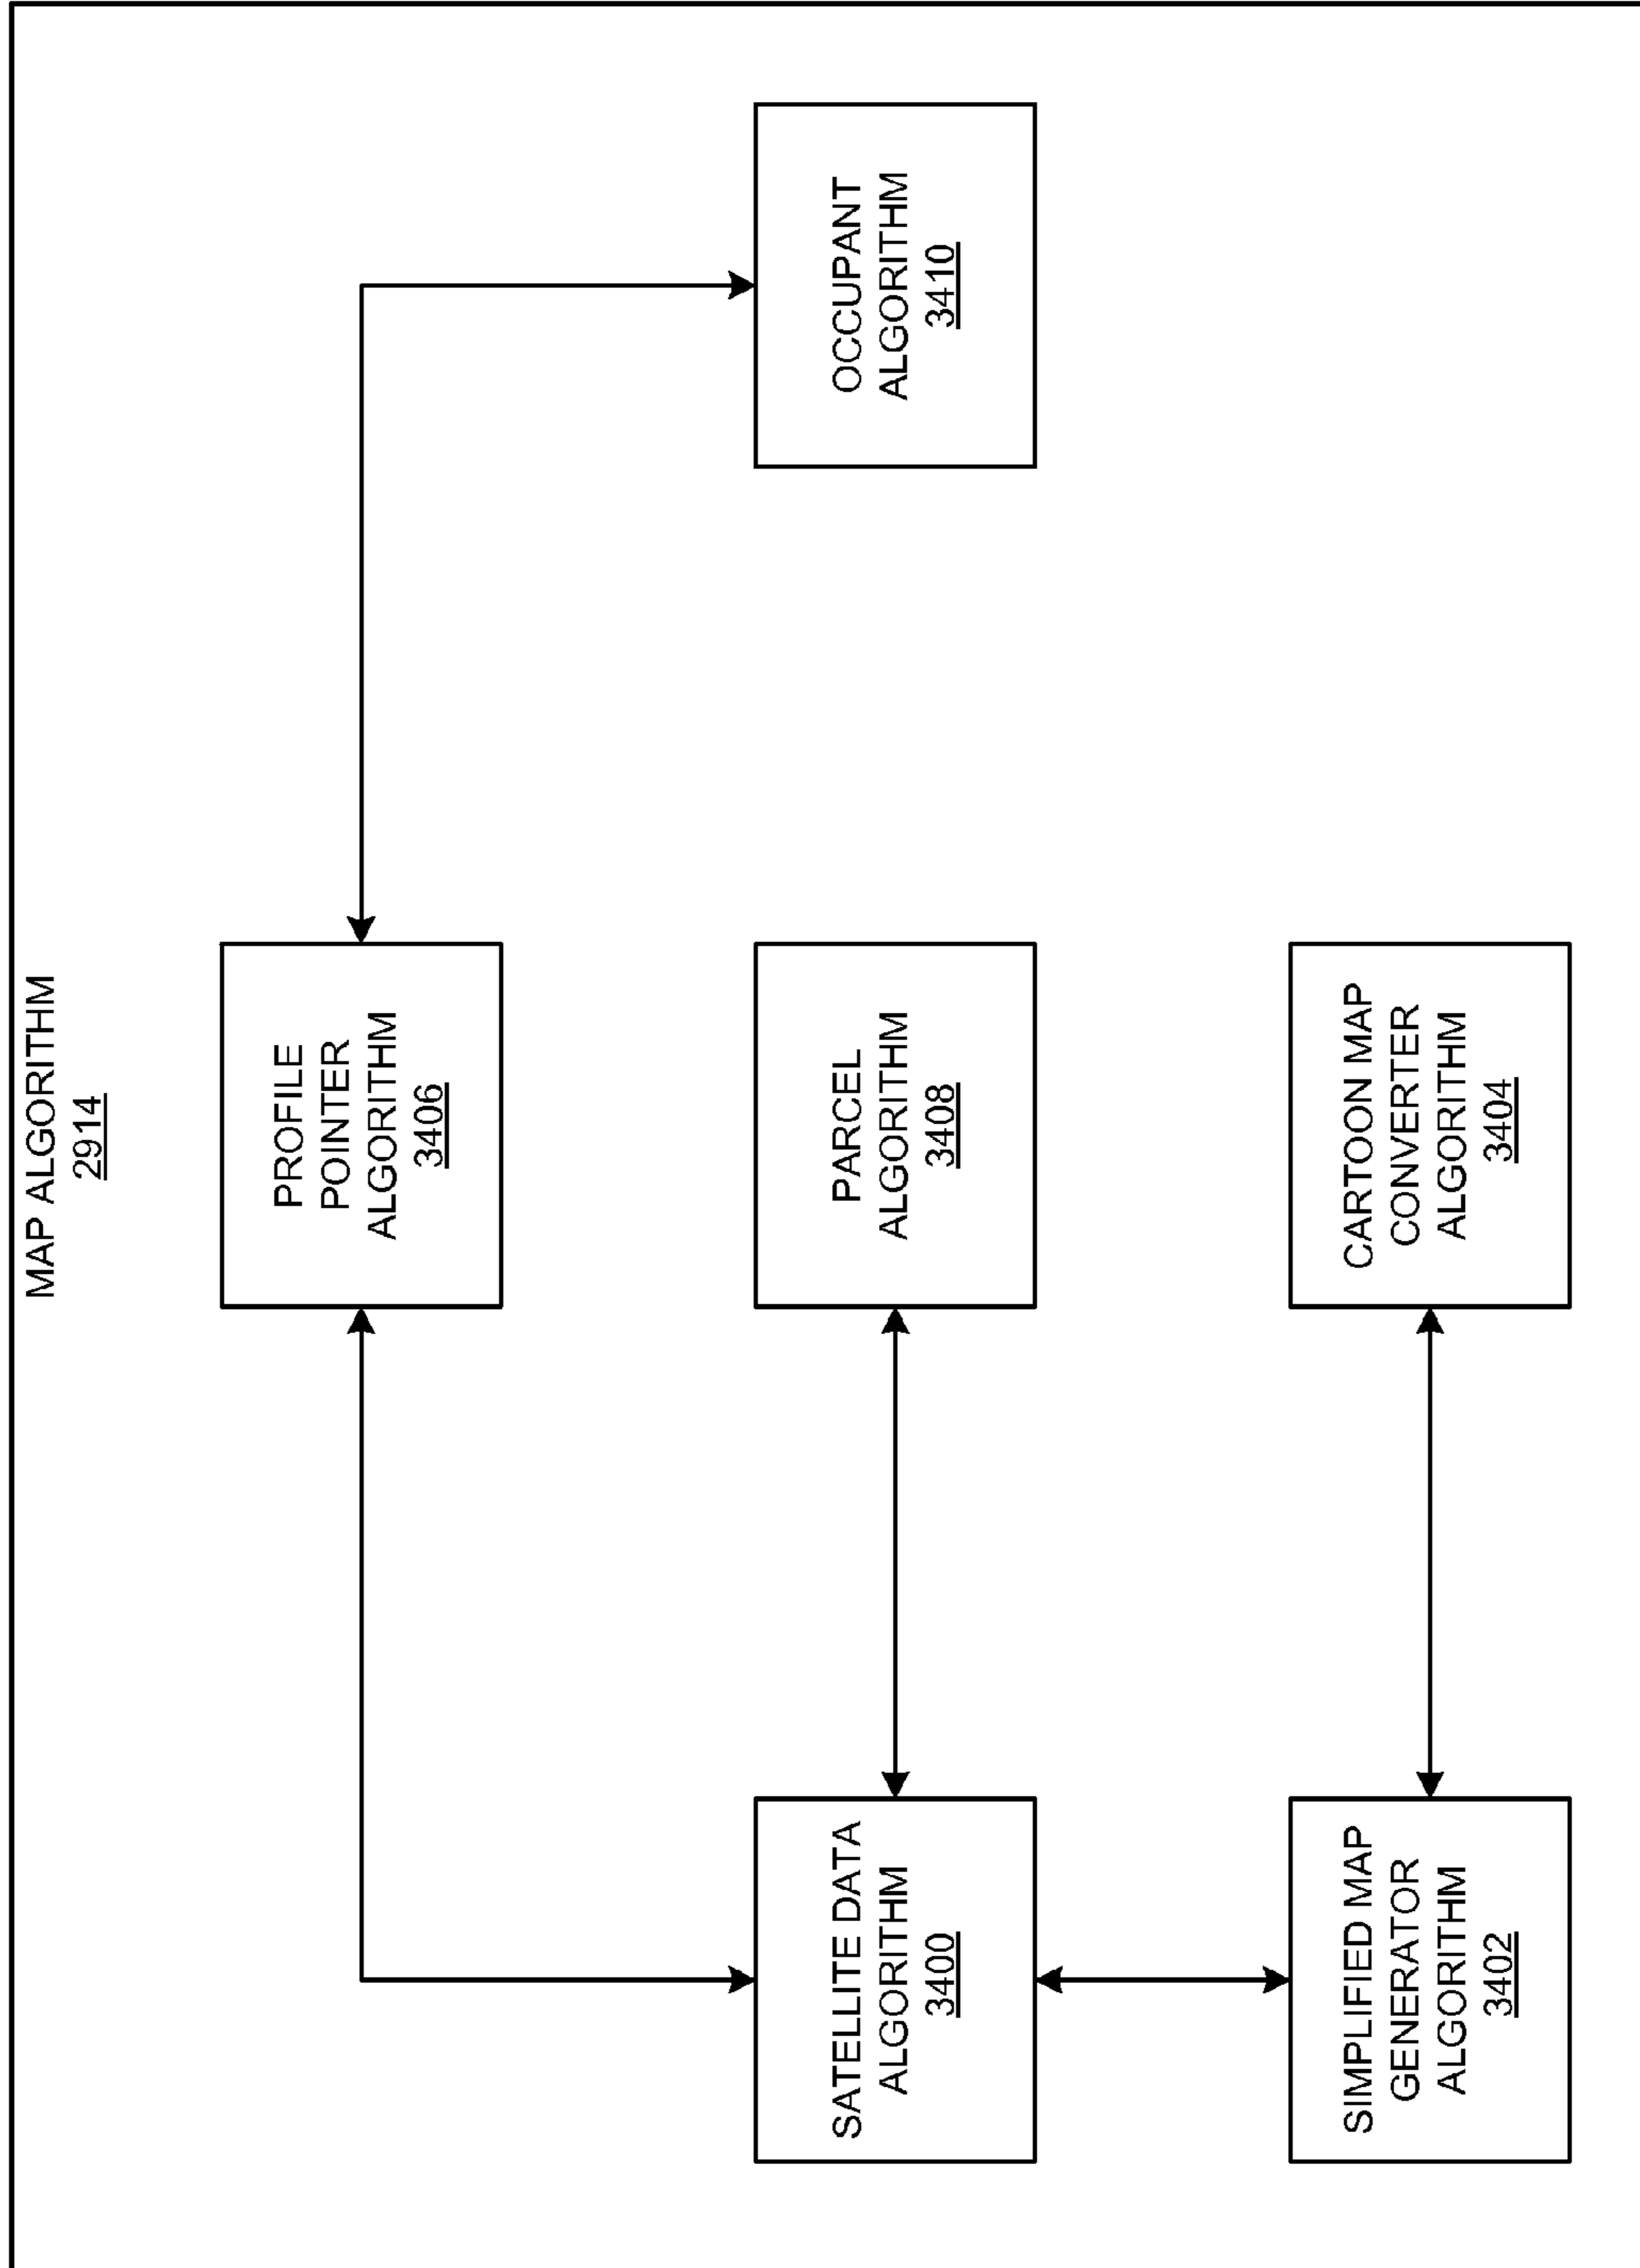 MAP ALGORITHM
2914
PROFILE
POINTER
ALGORITHM
3406
SATELLITE DATA
ALGORITHM
3400
PARCEL
ALGORITHM
3408
OCCUPANT
ALGORITHM
3410
SIMPLIFIED MAP
GENERATOR
ALGORITHM
3402
CARTOON MAP
CONVERTER
ALGORITHM
3404